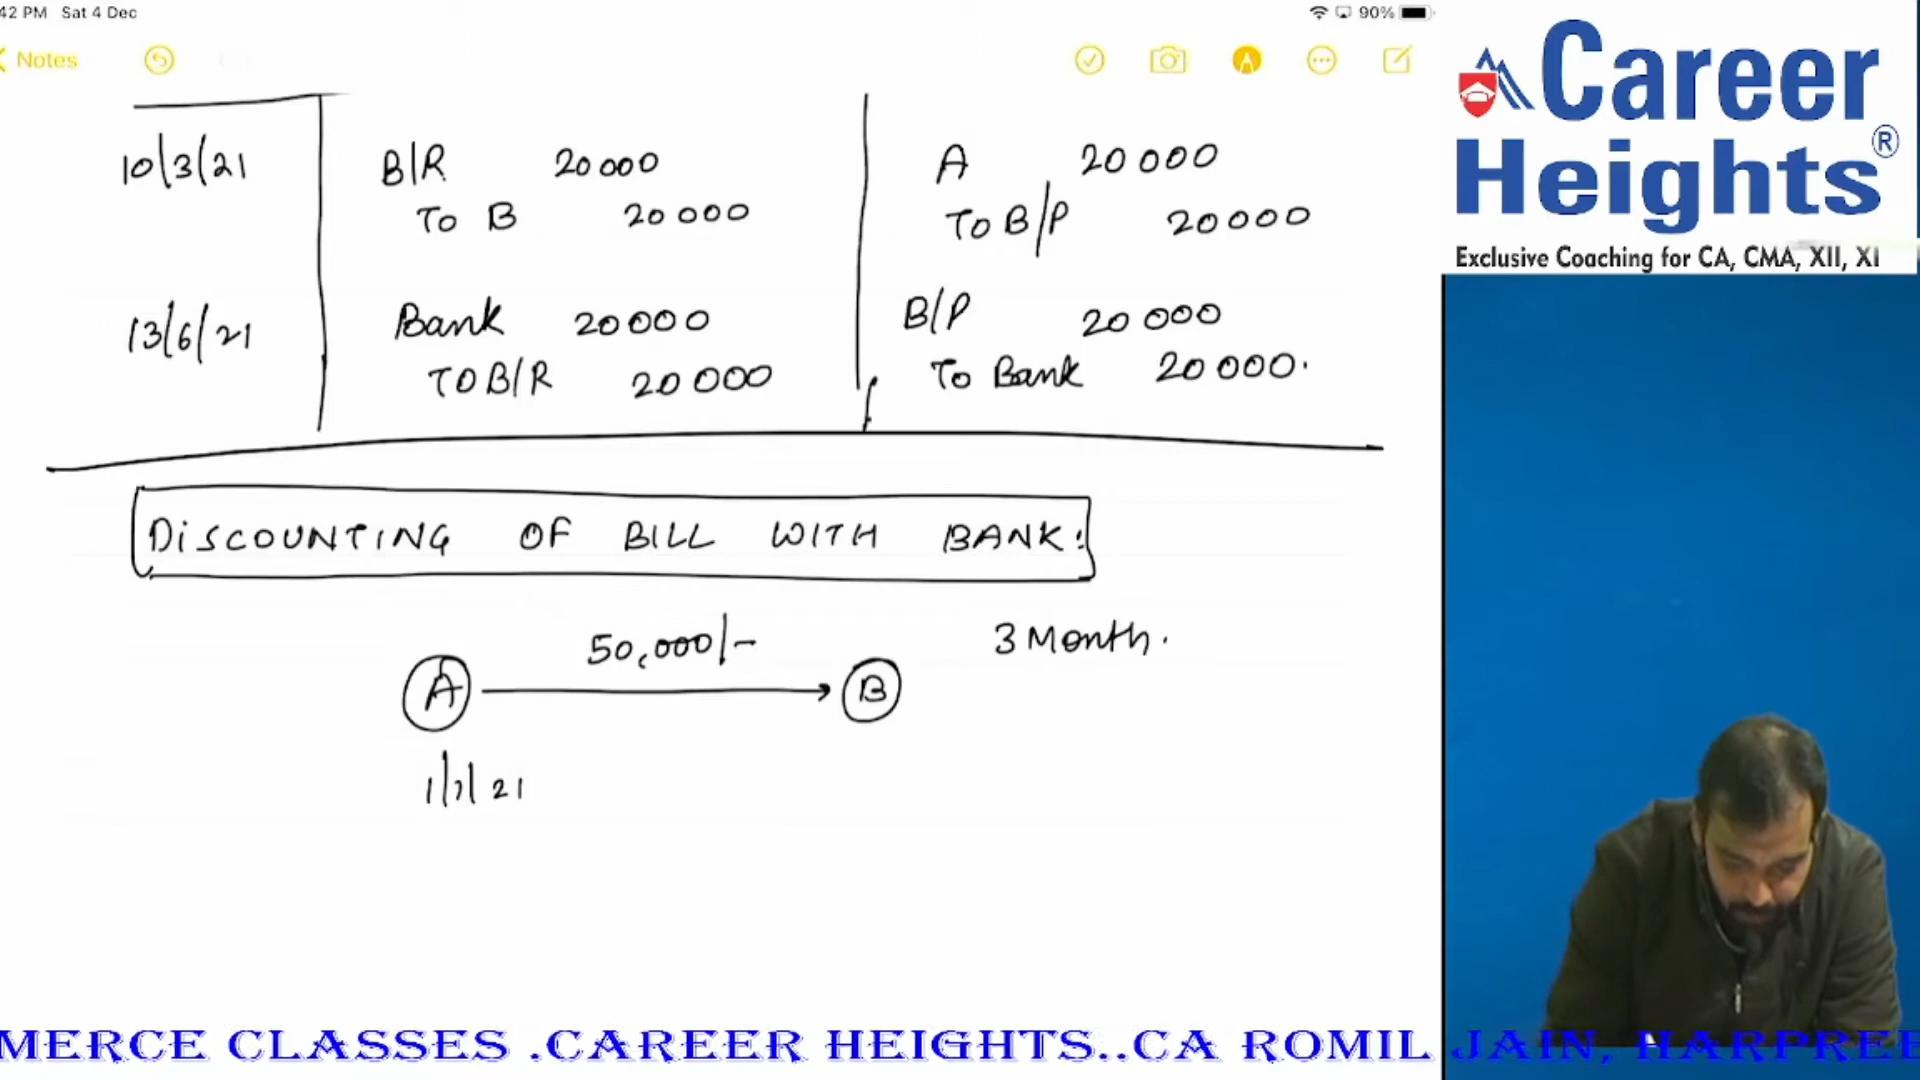 42 PM Sat 4 Dec
90%
Notes
Career
Heights®
Exclusive Coaching for CA, CMA, XII, XI
10/3/21 B/R 20000 A 20000
To B 20000 To B/P 20000
13/6/21 Bank 20000 B/P 20000
To B/R 20000 To Bank 20000.
DISCOUNTING OF BILL WITH BANK:
50,000/- 3 Month.
A B
1/1/21
MERCE CLASSES .CAREER HEIGHTS..CA ROMIL JAIN, HARPREE